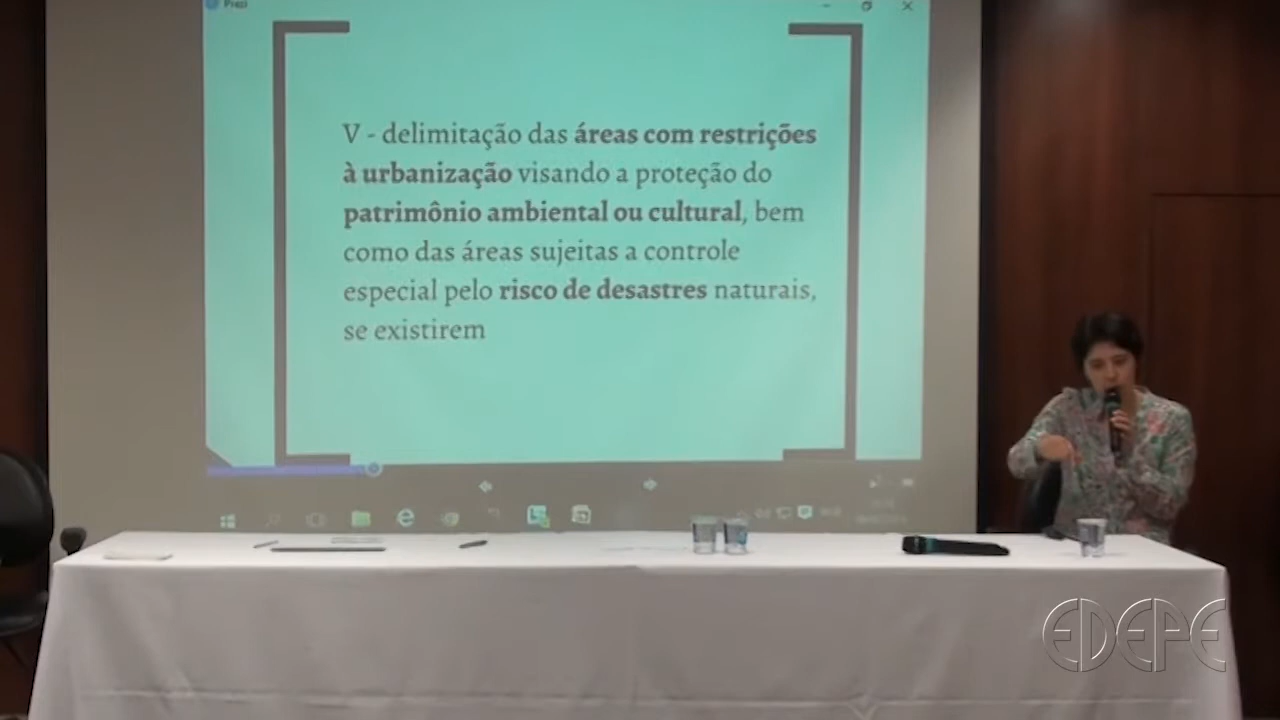 Prezi
V - delimitação das áreas com restrições
à urbanização visando a proteção do
patrimônio ambiental ou cultural, bem
como das áreas sujeitas a controle
especial pelo risco de desastres naturais,
se existirem
EDEPE